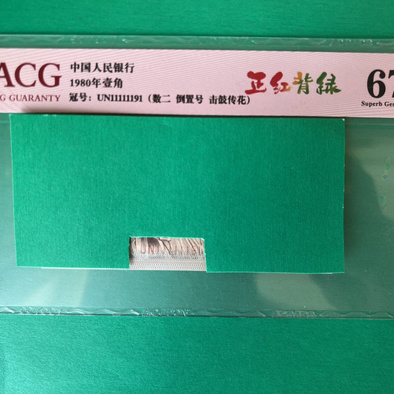 ACG
G GUARANTY
中国人民银行
1980年壹角
冠号: UN11111191 (数二 倒置号 击鼓传花)
正红背绿
67
Superb Ge